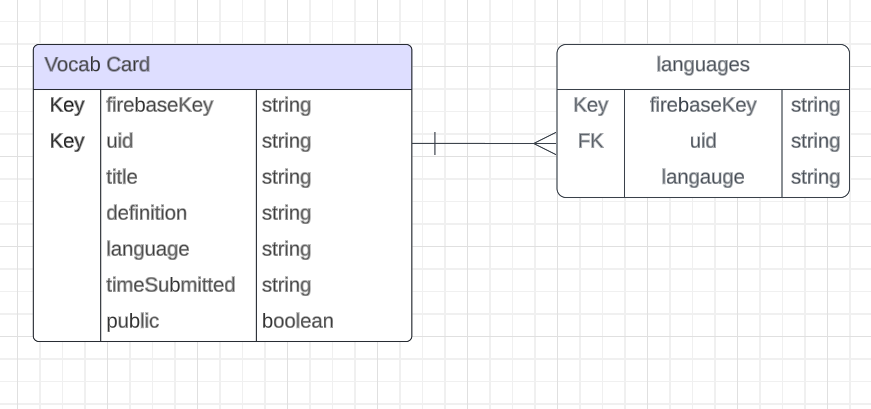 Vocab Card
Key firebaseKey string
Key uid string
title string
definition string
language string
timeSubmitted string
public boolean
languages
Key firebaseKey string
FK uid string
langauge string